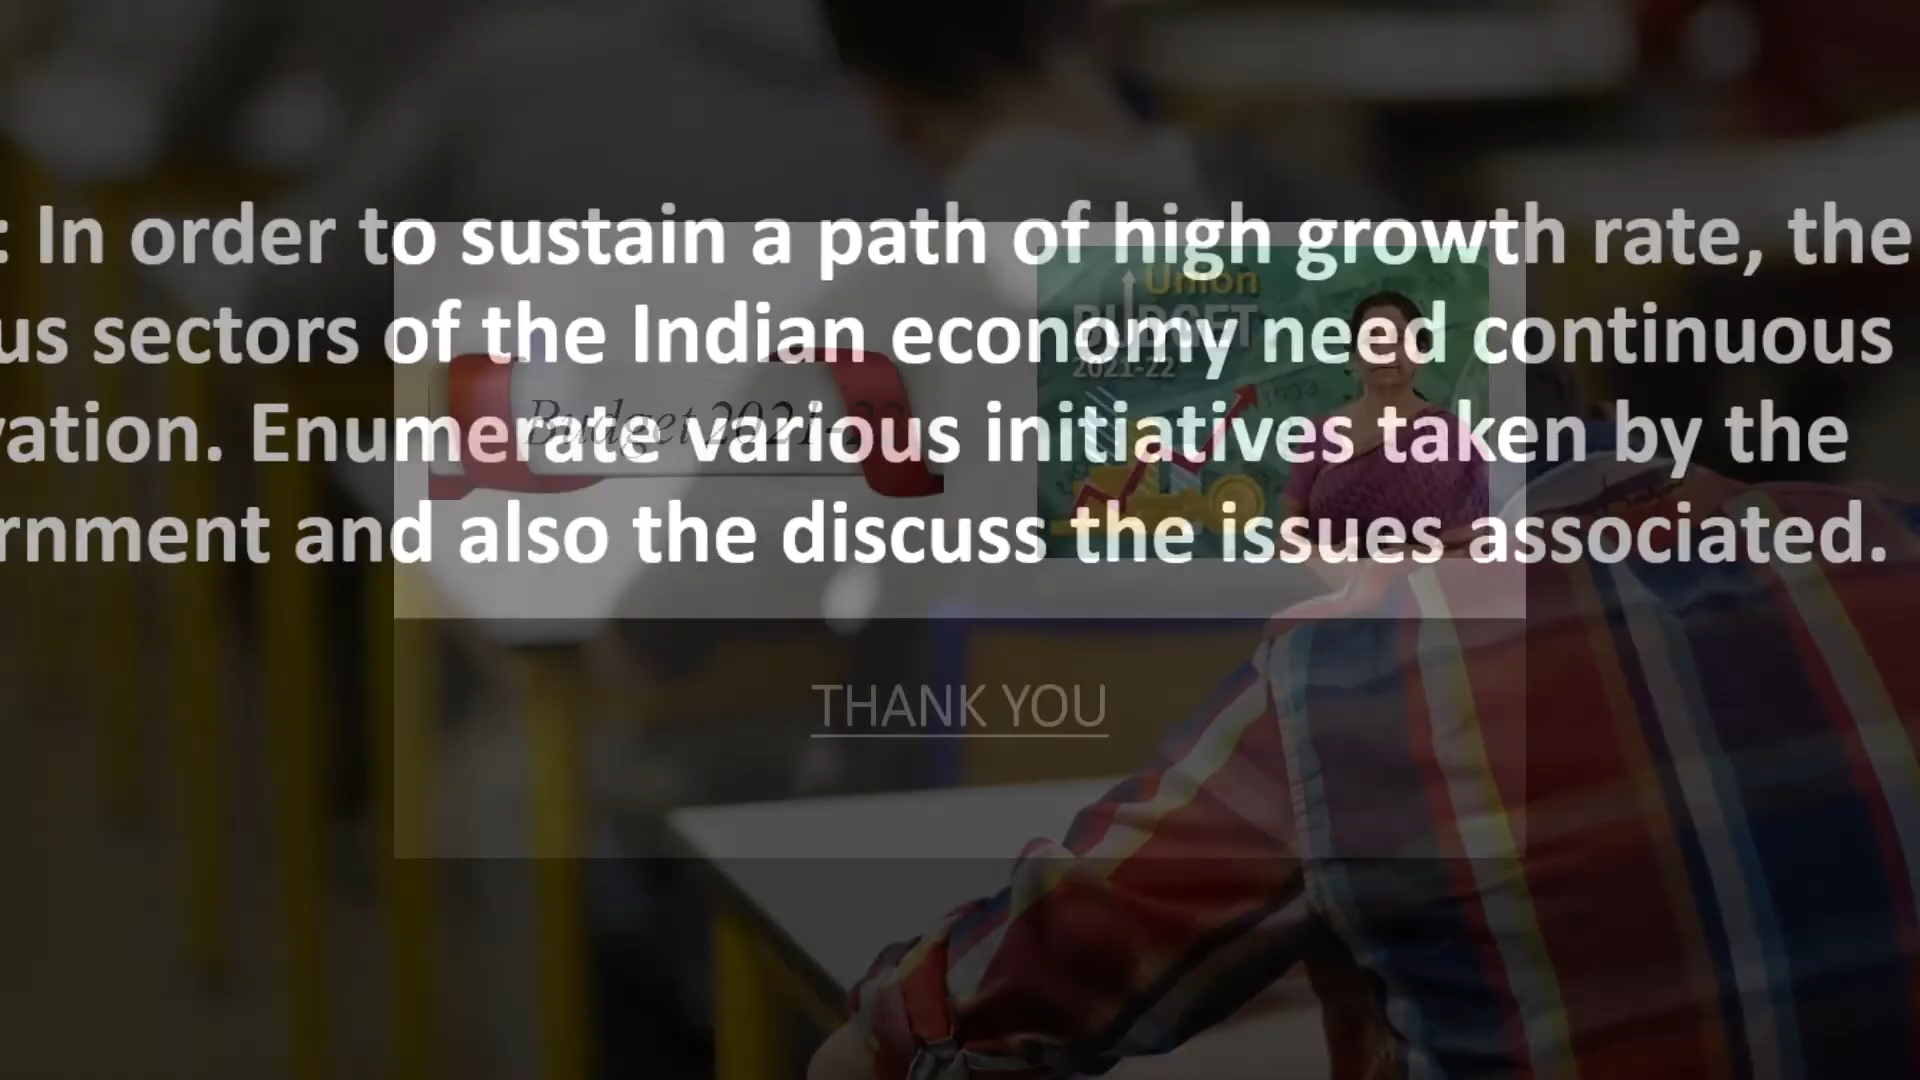 : In order to sustain a path of high growth rate, the
us sectors of the Indian economy need continuous
vation. Enumerate various initiatives taken by the
rnment and also the discuss the issues associated.
Union
BUDGET
2021-22
Budget 2021-22
THANK YOU